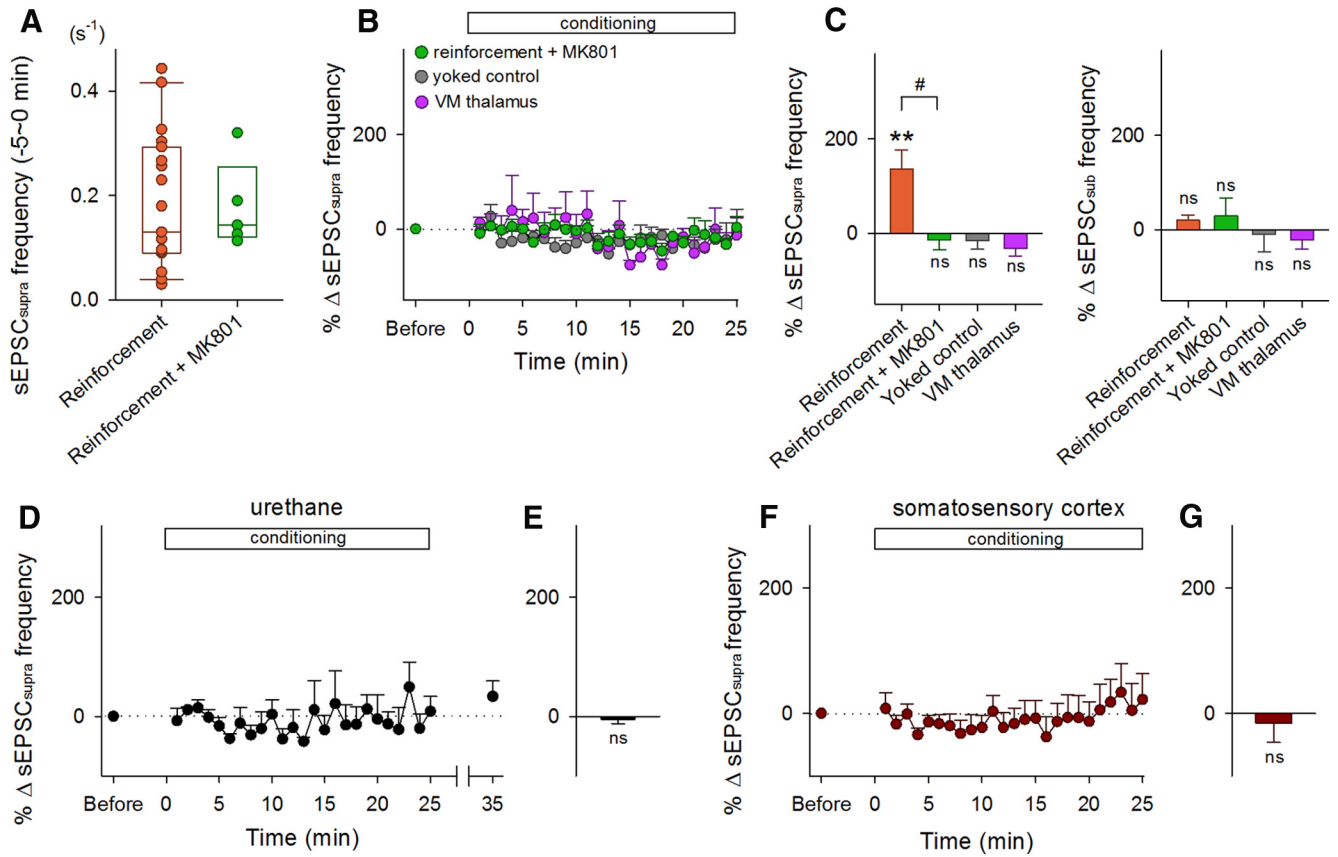 A
(s⁻¹)
sEPSCsupra frequency (-5~0 min)
0.4
0.2
0.0
Reinforcement
Reinforcement + MK801
B
conditioning
reinforcement + MK801
yoked control
VM thalamus
% Δ sEPSCsupra frequency
200
0
Before 0 5 10 15 20 25
Time (min)
C
% Δ sEPSCsupra frequency
200
0
#
**
ns ns ns
Reinforcement
Reinforcement + MK801
Yoked control
VM thalamus
% Δ sEPSCsub frequency
200
0
ns ns ns ns
Reinforcement
Reinforcement + MK801
Yoked control
VM thalamus
D
urethane
conditioning
% Δ sEPSCsupra frequency
200
0
Before 0 5 10 15 20 25 35
Time (min)
E
200
0
ns
F
somatosensory cortex
conditioning
% Δ sEPSCsupra frequency
200
0
Before 0 5 10 15 20 25
Time (min)
G
200
0
ns